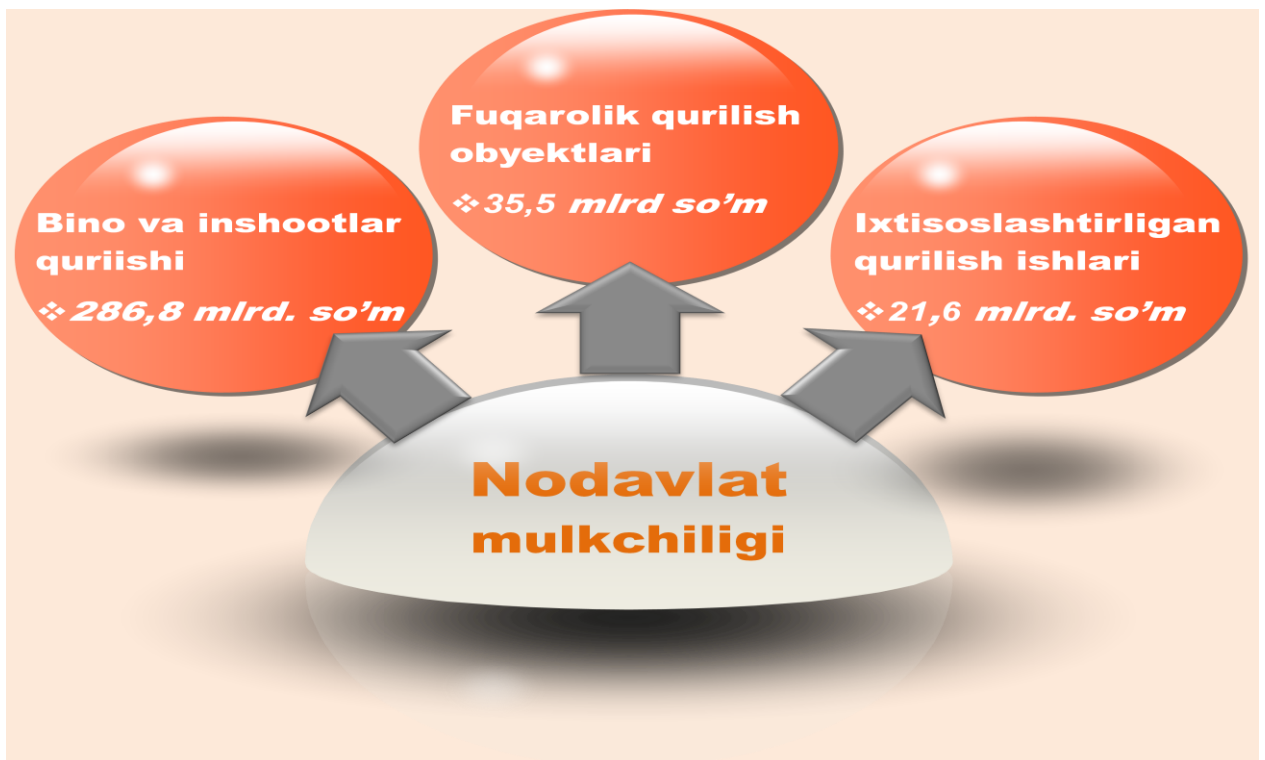 Fuqarolik qurilish
obyektlari
❖35,5 mlrd so’m
Bino va inshootlar
quriishi
❖286,8 mlrd. so’m
Ixtisoslashtirligan
qurilish ishlari
❖21,6 mlrd. so’m
Nodavlat
mulkchiligi